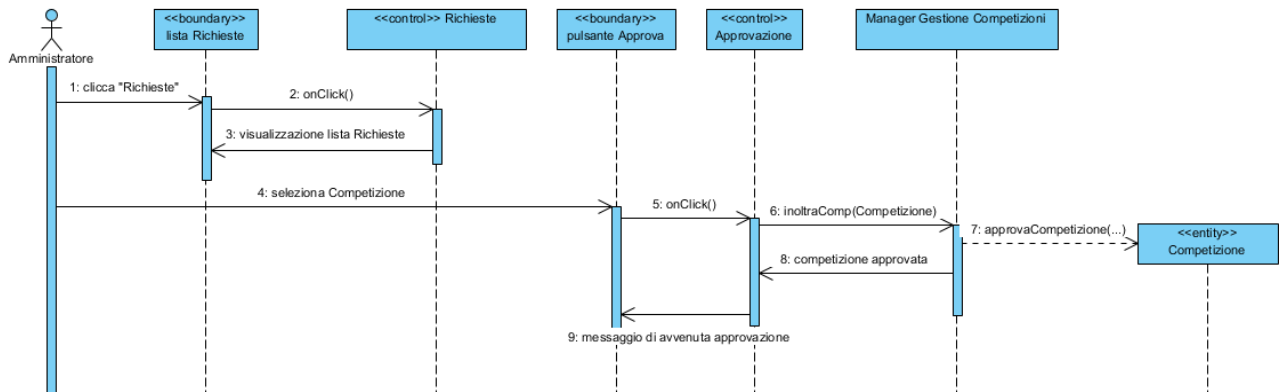 <<boundary>>
lista Richieste
<<control>> Richieste
<<boundary>>
pulsante Approva
<<control>>
Approvazione
Manager Gestione Competizioni
Amministratore
1: clicca "Richieste"
2: onClick()
3: visualizzazione lista Richieste
4: seleziona Competizione
5: onClick()
6: inoltraComp(Competizione)
7: approvaCompetizione(...)
<<entity>>
Competizione
8: competizione approvata
9: messaggio di avvenuta approvazione